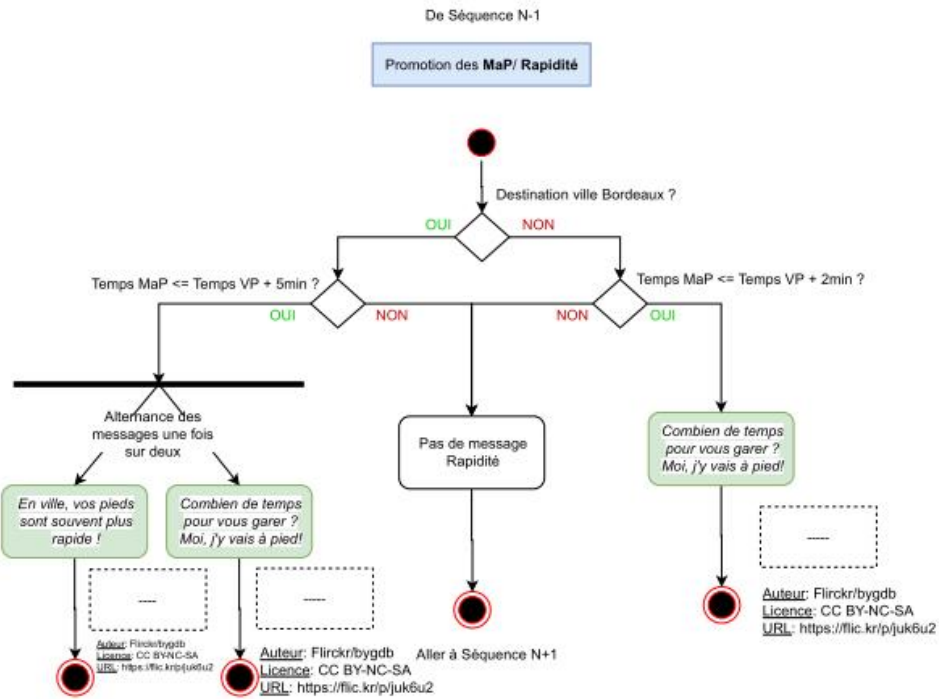 De Séquence N-1
Promotion des MaP/ Rapidité
Destination ville Bordeaux ?
OUI
NON
Temps MaP <= Temps VP + 5min ?
Temps MaP <= Temps VP + 2min ?
OUI
NON
NON
OUI
Alternance des
messages une fois
sur deux
Pas de message
Rapidité
Combien de temps
pour vous garer ?
Moi, j'y vais à pied!
En ville, vos pieds
sont souvent plus
rapide !
Combien de temps
pour vous garer ?
Moi, j'y vais à pied!
-----
----
-----
Auteur: Flirckr/bygdb
Licence: CC BY-NC-SA
URL: https://flic.kr/p/juk6u2
Auteur: Flirckr/bygdb
Licence: CC BY-NC-SA
URL: https://flic.kr/p/juk6u2
Aller à Séquence N+1
Auteur: Flirckr/bygdb
Licence: CC BY-NC-SA
URL: https://flic.kr/p/juk6u2